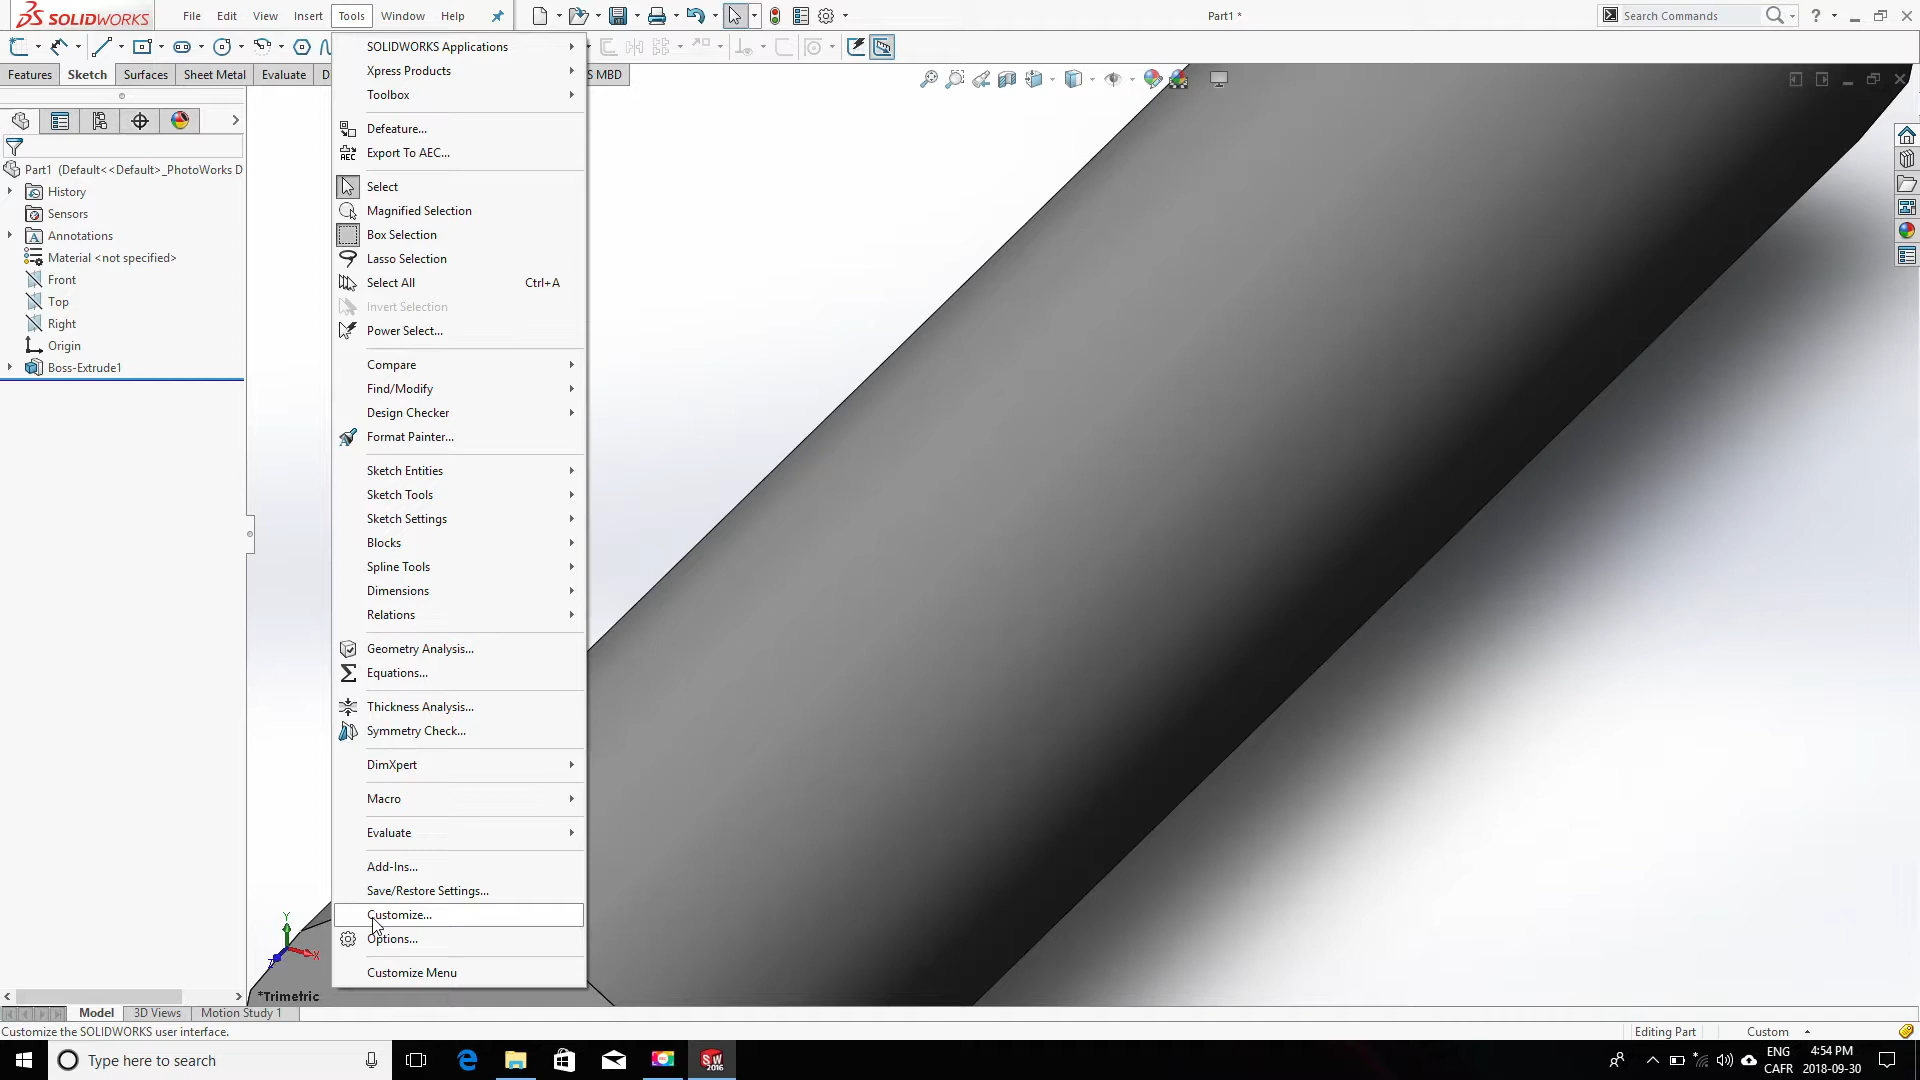 SOLIDWORKS
File Edit View Insert Tools Window Help
Part1 *
Search Commands
Features Sketch Surfaces Sheet Metal Evaluate D
S MBD
Part1 (Default<<Default>_PhotoWorks D
History
Sensors
Annotations
Material <not specified>
Front
Top
Right
Origin
Boss-Extrude1
SOLIDWORKS Applications
Xpress Products
Toolbox
Defeature...
Export To AEC...
Select
Magnified Selection
Box Selection
Lasso Selection
Select All Ctrl+A
Invert Selection
Power Select...
Compare
Find/Modify
Design Checker
Format Painter...
Sketch Entities
Sketch Tools
Sketch Settings
Blocks
Spline Tools
Dimensions
Relations
Geometry Analysis...
Equations...
Thickness Analysis...
Symmetry Check...
DimXpert
Macro
Evaluate
Add-Ins...
Save/Restore Settings...
Customize...
Options...
Customize Menu
Y
X
Z
*Trimetric
Model 3D Views Motion Study 1
Customize the SOLIDWORKS user interface.
Editing Part Custom
Type here to search
SW
2016
ENG
CAFR
4:54 PM
2018-09-30